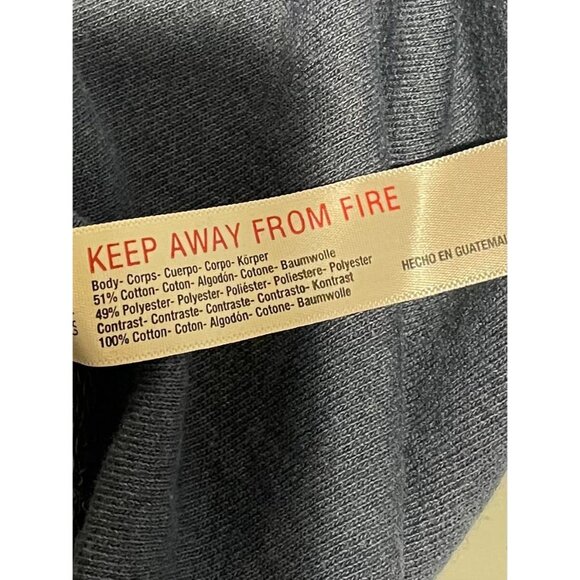 KEEP AWAY FROM FIRE
Body- Corps- Cuerpo- Corpo- Körper
51% Cotton- Coton- Algodón- Cotone- Baumwolle
49% Polyester- Polyester- Poliéster- Poliestere- Polyester
Contrast- Contraste- Contraste- Contrasto- Kontrast
100% Cotton- Coton- Algodón- Cotone- Baumwolle
HECHO EN GUATEMAL